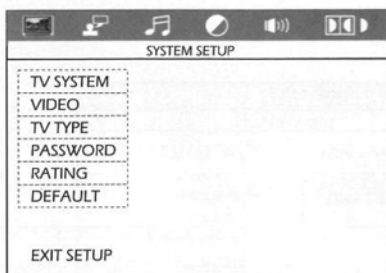 SYSTEM SETUP
TV SYSTEM
VIDEO
TV TYPE
PASSWORD
RATING
DEFAULT
EXIT SETUP